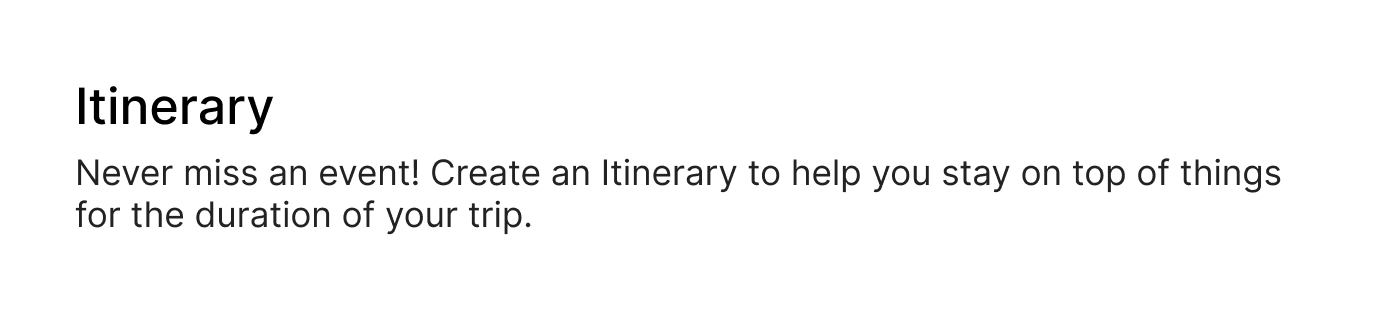 Itinerary
Never miss an event! Create an Itinerary to help you stay on top of things
for the duration of your trip.